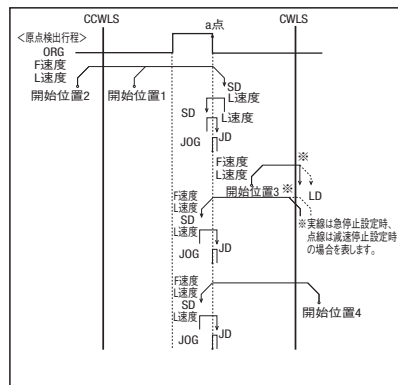 CCWLS
CWLS
a点
＜原点検出行程＞
ORG
F速度
L速度
開始位置2
開始位置1
SD
L速度
SD
L速度
JOG
JD
F速度
L速度
※
開始位置3
※
LD
F速度
L速度
SD
L速度
JOG
JD
※実線は急停止設定時、
点線は減速停止設定時
の場合を表します。
F速度
L速度
SD
開始位置4
L速度
JOG
JD